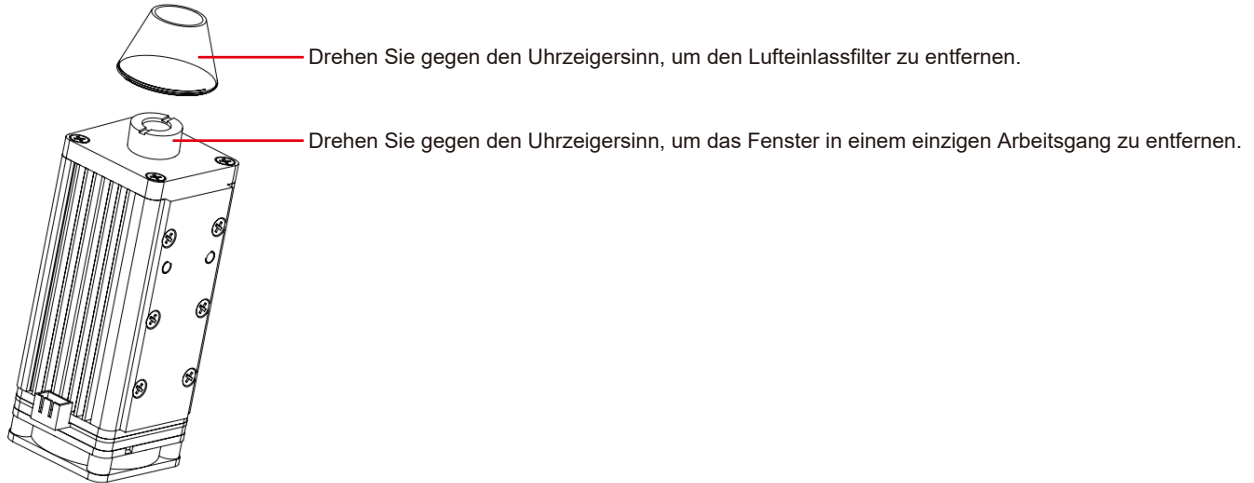 Drehen Sie gegen den Uhrzeigersinn, um den Lufteinlassfilter zu entfernen.
Drehen Sie gegen den Uhrzeigersinn, um das Fenster in einem einzigen Arbeitsgang zu entfernen.